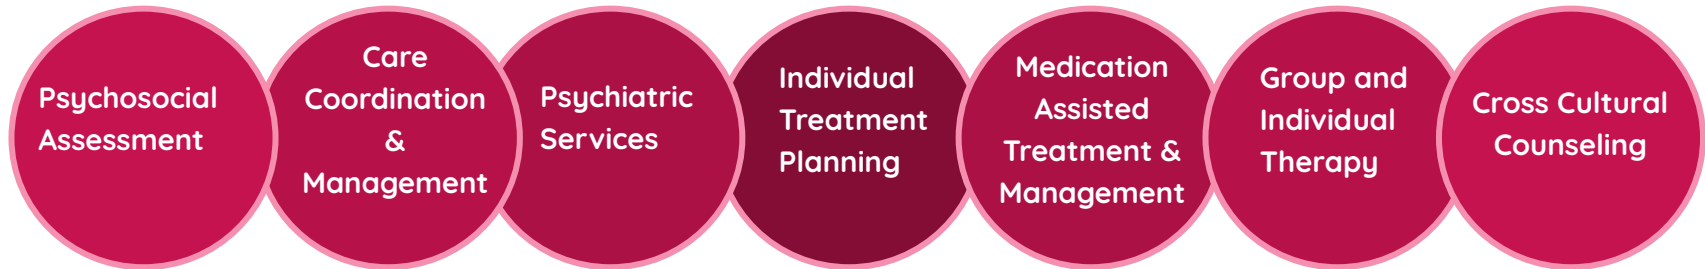 Psychosocial
Assessment
Care
Coordination
&
Management
Psychiatric
Services
Individual
Treatment
Planning
Medication
Assisted
Treatment &
Management
Group and
Individual
Therapy
Cross Cultural
Counseling